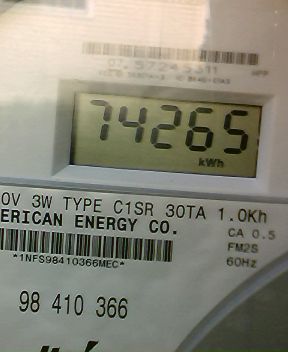 74265
kWh
0V 3W TYPE C1SR 30TA 1.0Kh
ERICAN ENERGY CO.
CA 0.5
FM2S
*1NFS98410366MEC*
60Hz
98 410 366